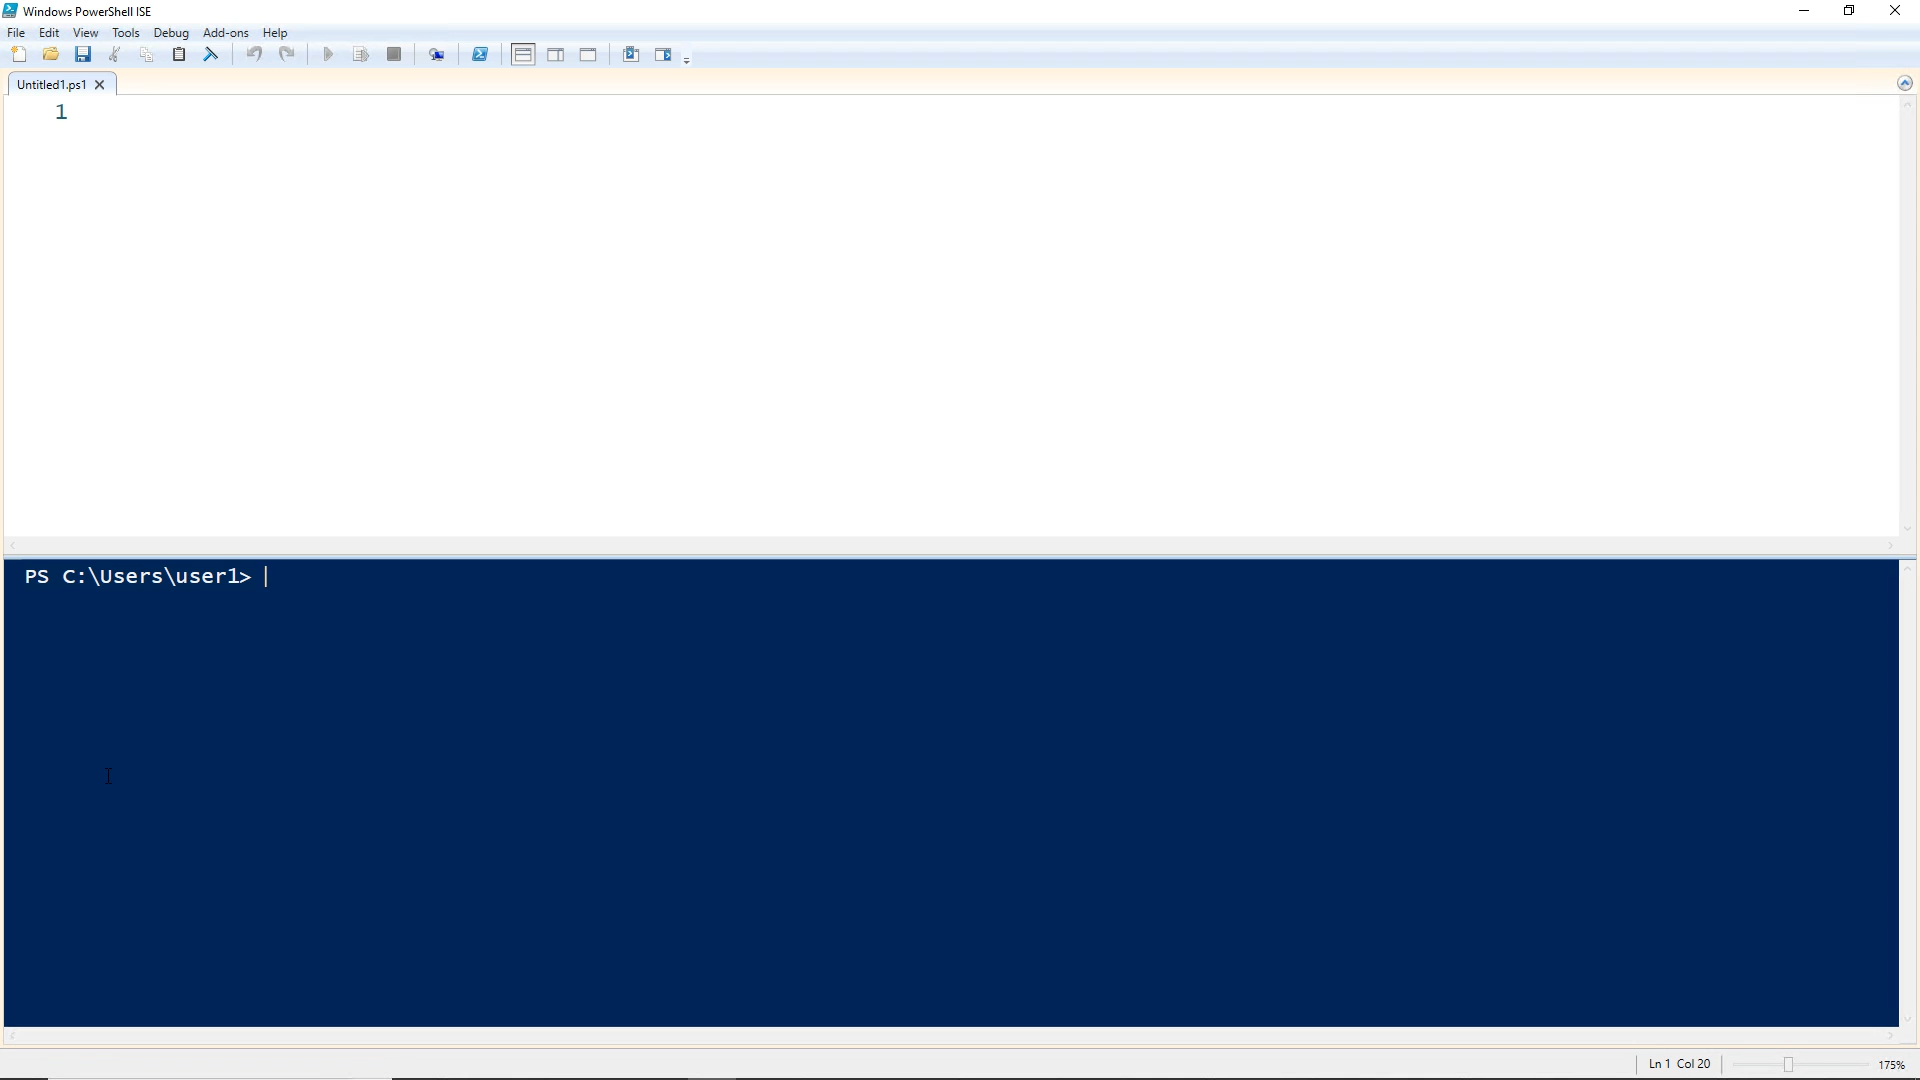 Windows PowerShell ISE
File Edit View Tools Debug Add-ons Help
Untitled1.ps1
1
PS C:\Users\user1>
Ln 1 Col 20
175%